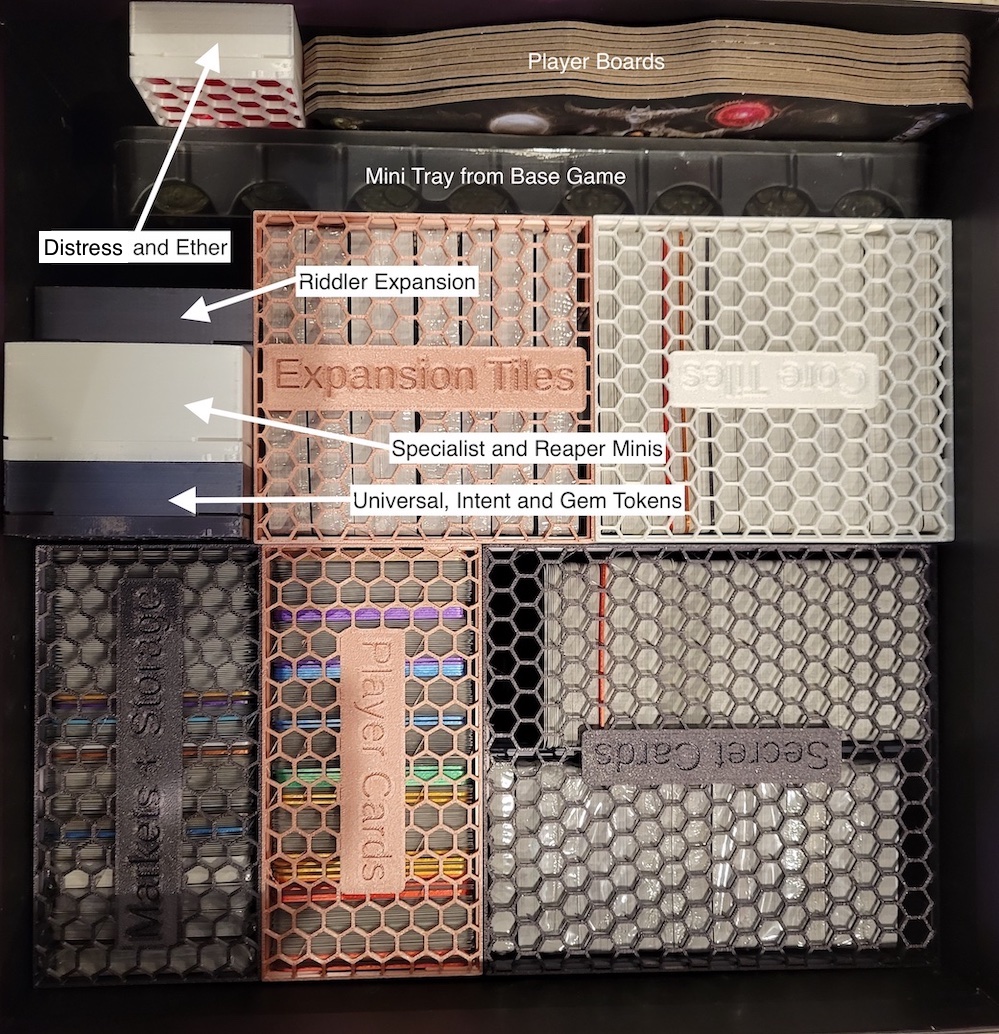 Player Boards
Mini Tray from Base Game
Distress and Ether
Riddler Expansion
Expansion Tiles
Core Tiles
Specialist and Reaper Minis
Universal, Intent and Gem Tokens
Markets + Storage
Player Cards
Secret Cards